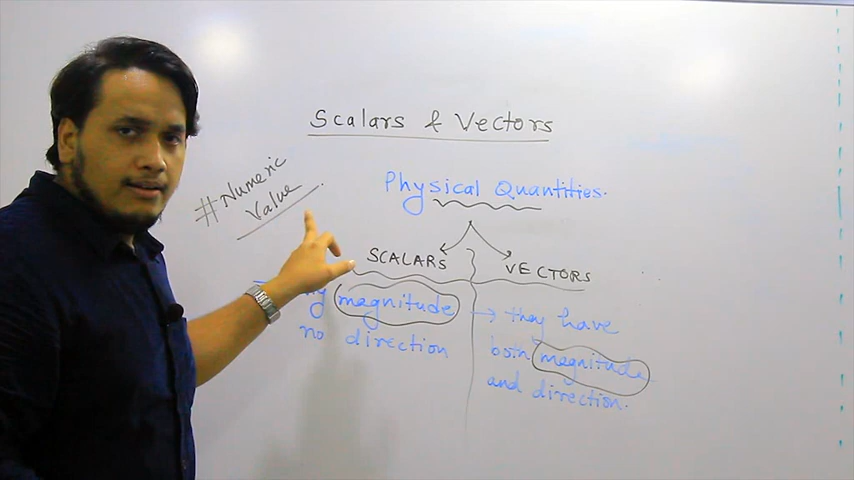 Scalars & Vectors
#Numeric
Value
Physical Quantities.
SCALARS
magnitude
no direction
VECTORS
→ they have
both magnitude
and direction.